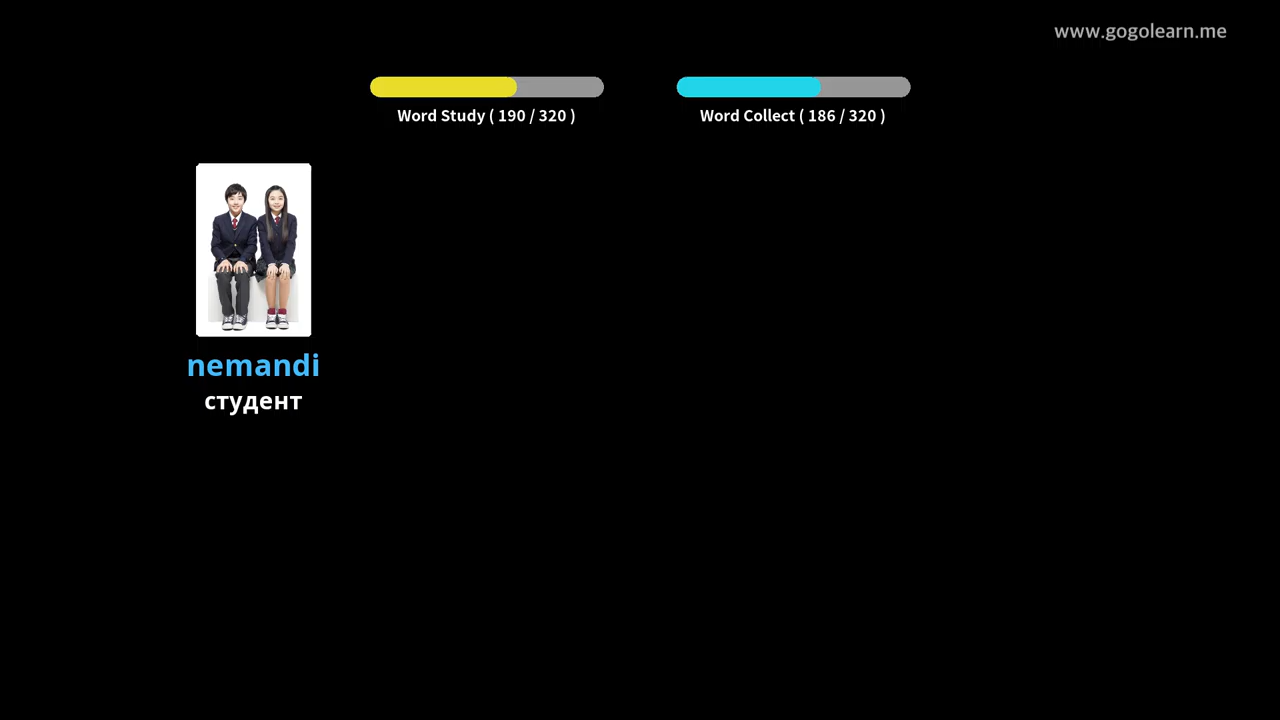 www.gogolearn.me
Word Study ( 190 / 320 )
Word Collect ( 186 / 320 )
nemandi
студент